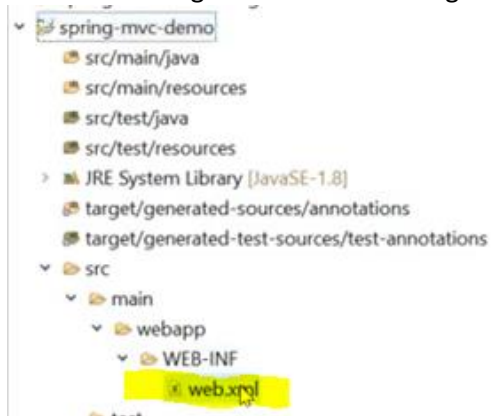 spring-mvc-demo
src/main/java
src/main/resources
src/test/java
src/test/resources
JRE System Library [JavaSE-1.8]
target/generated-sources/annotations
target/generated-test-sources/test-annotations
src
main
webapp
WEB-INF
web.xml